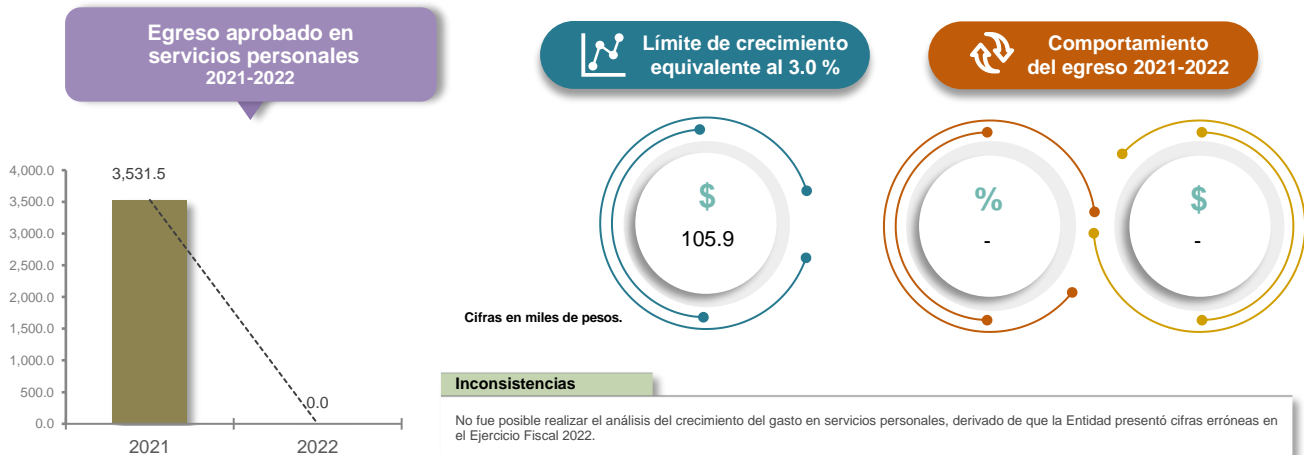 Egreso aprobado en
servicios personales
2021-2022
Límite de crecimiento
equivalente al 3.0 %
Comportamiento
del egreso 2021-2022
4,000.0
3,500.0
3,000.0
2,500.0
2,000.0
1,500.0
1,000.0
500.0
0.0
3,531.5
0.0
2021
2022
$
105.9
%
-
$
-
Cifras en miles de pesos.
Inconsistencias
No fue posible realizar el análisis del crecimiento del gasto en servicios personales, derivado de que la Entidad presentó cifras erróneas en
el Ejercicio Fiscal 2022.